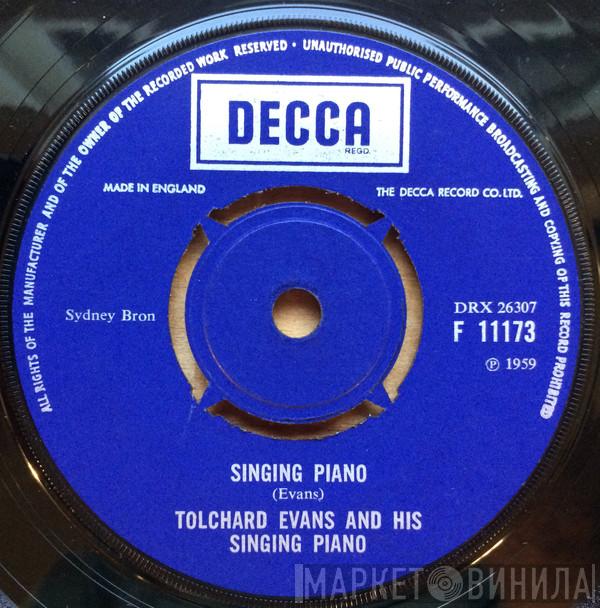 ALL RIGHTS OF THE MANUFACTURER AND OF THE OWNER OF THE RECORDED WORK RESERVED · UNAUTHORISED PUBLIC PERFORMANCE BROADCASTING AND COPYING OF THIS RECORD PROHIBITED
DECCA
REGD.
MADE IN ENGLAND
THE DECCA RECORD CO. LTD.
Sydney Bron
DRX 26307
F 11173
℗ 1959
SINGING PIANO
(Evans)
TOLCHARD EVANS AND HIS
SINGING PIANO
МАРКЕТ ВИНИЛА